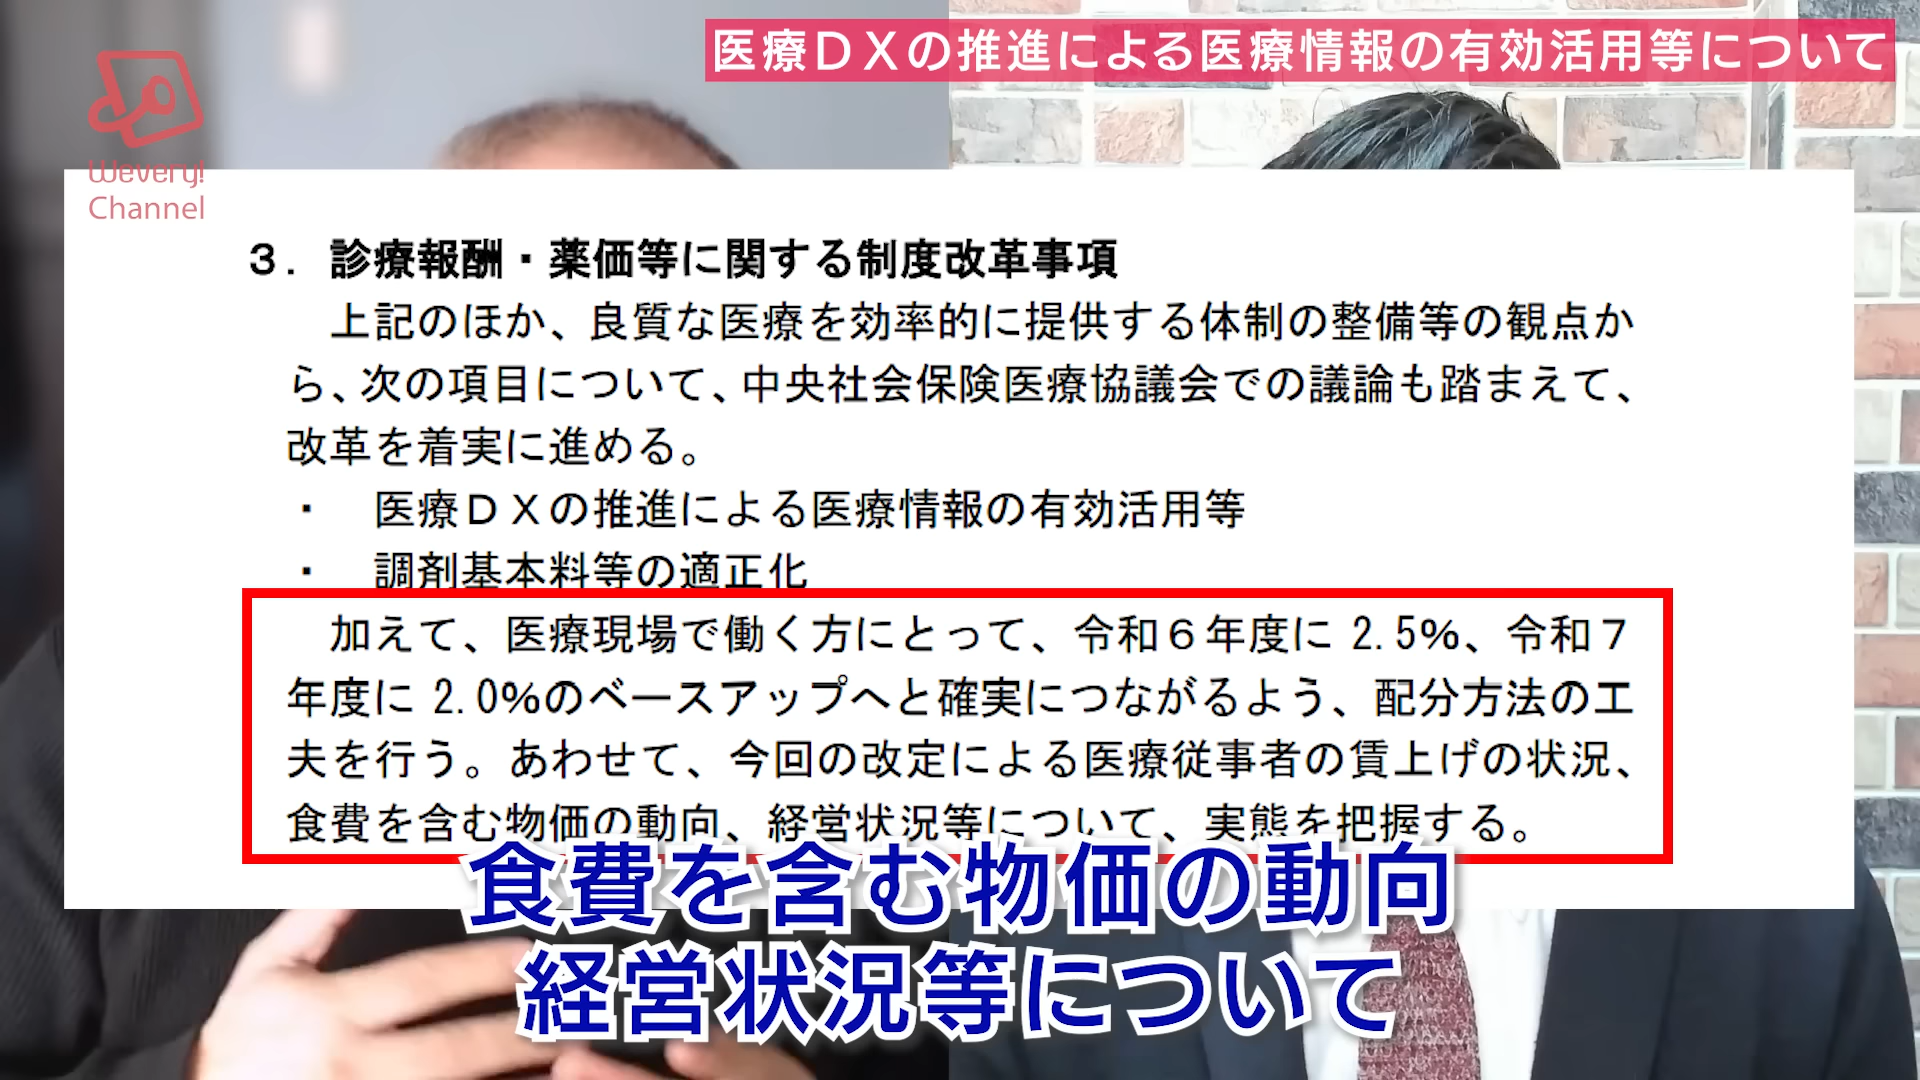 医療ＤＸの推進による医療情報の有効活用等について
Wevery!
Channel
３．診療報酬・薬価等に関する制度改革事項
上記のほか、良質な医療を効率的に提供する体制の整備等の観点か
ら、次の項目について、中央社会保険医療協議会での議論も踏まえて、
改革を着実に進める。
・　医療ＤＸの推進による医療情報の有効活用等
・　調剤基本料等の適正化
加えて、医療現場で働く方にとって、令和６年度に 2.5%、令和７
年度に 2.0%のベースアップへと確実につながるよう、配分方法の工
夫を行う。あわせて、今回の改定による医療従事者の賃上げの状況、
食費を含む物価の動向、経営状況等について、実態を把握する。
食費を含む物価の動向
経営状況等について